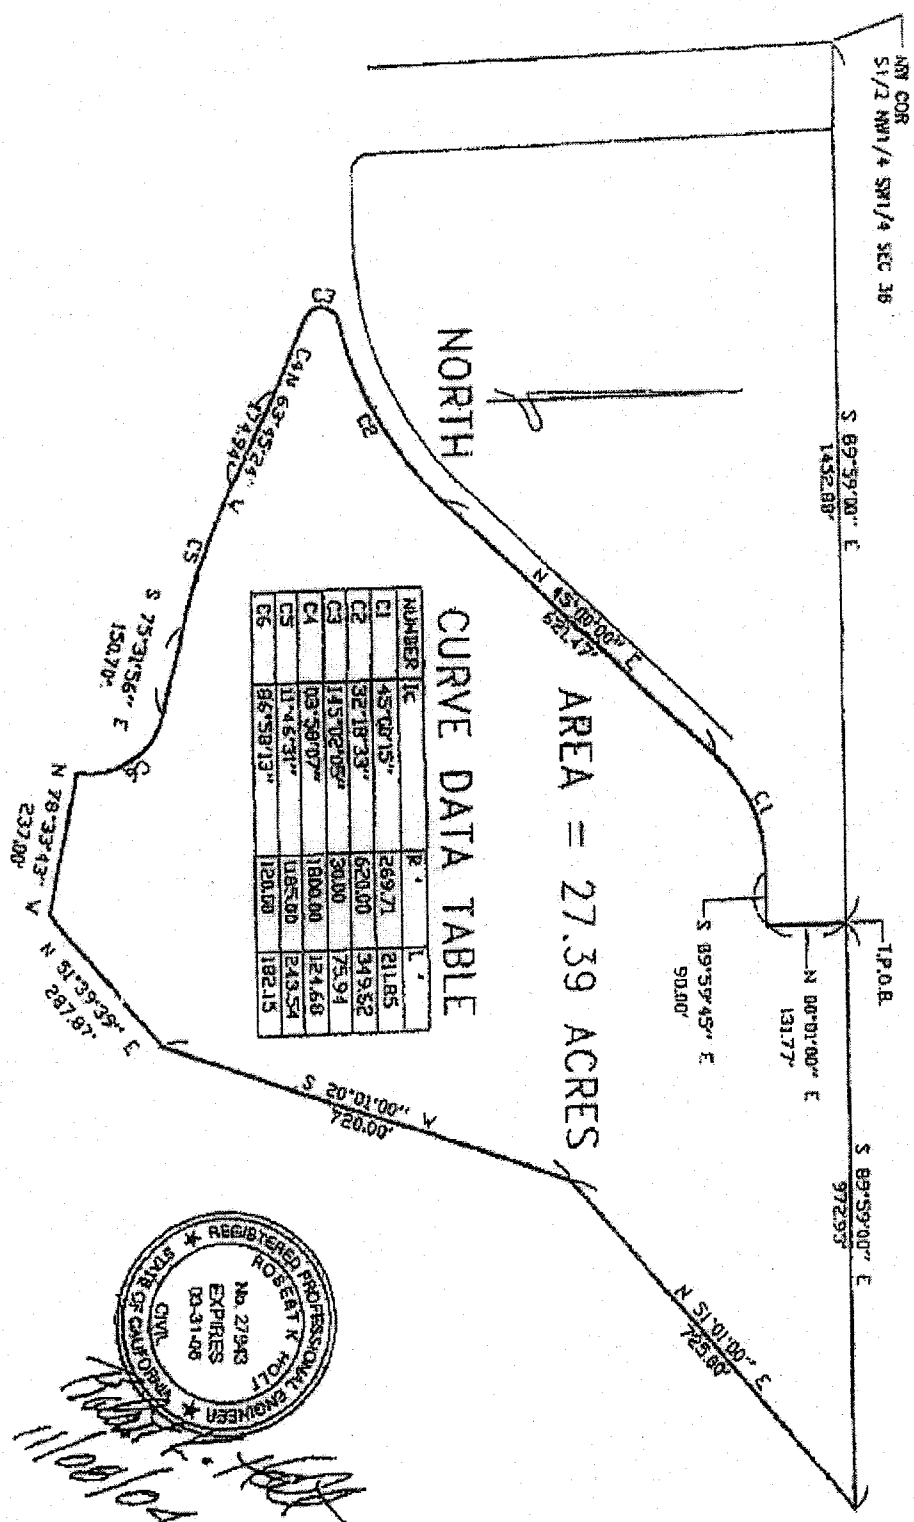 NW COR
S1/2 NW1/4 SW1/4 SEC 36
S 89°59'00" E
1452.88'
T.P.O.B.
S 89°59'00" E
972.93'
N 00°01'00" E
131.77'
S 89°59'45" E
90.00'
C1
N 45°00'00" E
621.47'
C2
NORTH
AREA = 27.39 ACRES
N 51°01'00" E
725.80'
S 20°01'00" W
720.00'
N 51°39'39" E
287.87'
N 78°33'43" W
237.00'
C6
S 75°31'56" E
150.70'
C5
C4 N 63°45'24" W
174.94'
C3
CURVE DATA TABLE
NUMBER R' L'
C1 45°00'15" 269.71 211.85
C2 32°18'33" 620.00 349.62
C3 145°02'05" 30.00 75.94
C4 03°58'07" 1800.00 124.68
C5 11°46'31" 1185.00 243.54
C6 86°58'13" 120.00 182.15
REGISTERED PROFESSIONAL ENGINEER
ROBERT K HOLT
No. 27943
EXPIRES
03-31-06
CIVIL
STATE OF CALIFORNIA
11/08/04